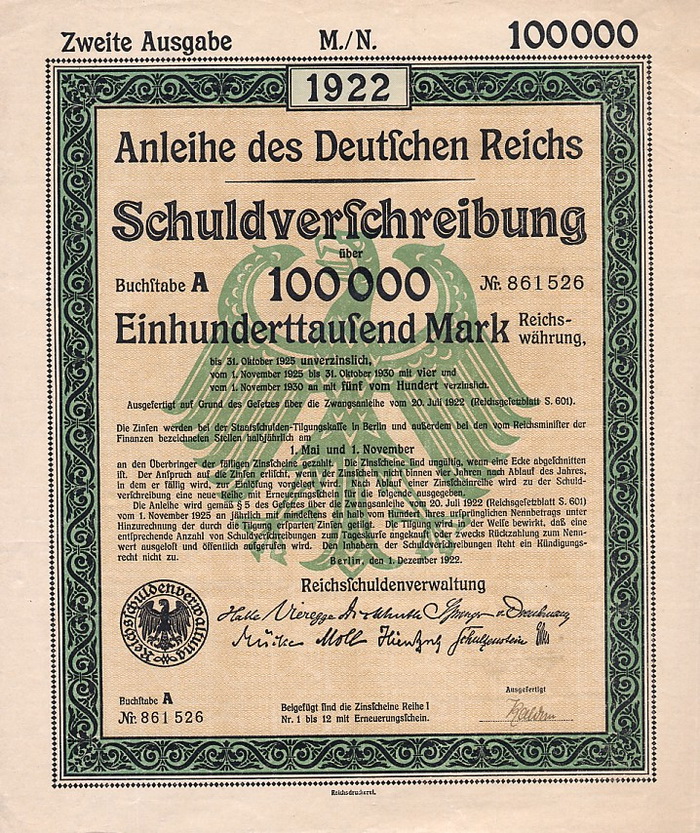 Zweite Ausgabe M./N. 100000
1922
Anleihe des Deutſchen Reichs
Schuldverſchreibung
über
Buchſtabe A 100000 Nr. 861526
Einhunderttauſend Mark Reichs-
währung,
bis 31. Oktober 1925 unverzinslich,
vom 1. November 1925 bis 31. Oktober 1930 mit vier und
vom 1. November 1930 an mit fünf vom Hundert verzinslich.
Ausgefertigt auf Grund des Geſetzes über die Zwangsanleihe vom 20. Juli 1922 (Reichsgeſetzblatt S. 601).
Die Zinſen werden bei der Staatsſchulden-Tilgungskaſſe in Berlin und außerdem bei den vom Reichsminiſter der
Finanzen bezeichneten Stellen halbjährlich am
1. Mai und 1. November
an den Überbringer der fälligen Zinsſcheine gezahlt. Die Zinsſcheine ſind ungültig, wenn eine Ecke abgeſchnitten
iſt. Der Anſpruch auf die Zinſen erliſcht, wenn der Zinsſchein nicht binnen vier Jahren nach Ablauf des Jahres,
in dem er fällig wird, zur Einlöſung vorgelegt wird. Nach Ablauf einer Zinsſcheinreihe wird zu der Schuld-
verſchreibung eine neue Reihe mit Erneuerungsſchein für die folgende ausgegeben.
Die Anleihe wird gemäß § 5 des Geſetzes über die Zwangsanleihe vom 20. Juli 1922 (Reichsgeſetzblatt S. 601)
vom 1. November 1925 an jährlich mit mindeſtens ein halb vom Hundert ihres urſprünglichen Nennbetrags unter
Hinzurechnung der durch die Tilgung erſparten Zinſen getilgt. Die Tilgung wird in der Weiſe bewirkt, daß eine
entſprechende Anzahl von Schuldverſchreibungen zum Tageskurſe angekauft oder zwecks Rückzahlung zum Nenn-
wert ausgeloſt und öffentlich aufgerufen wird. Den Inhabern der Schuldverſchreibungen ſteht ein Kündigungs-
recht nicht zu.
Berlin, den 1. Dezember 1922.
Reichsſchuldenverwaltung
Reichsſchuldenverwaltung
Halle Vieregge
Mücke Moll Schultzenſtein
Buchſtabe A
Nr. 861526
Beigefügt ſind die Zinsſcheine Reihe I
Nr. 1 bis 12 mit Erneuerungsſchein.
Ausgefertigt
Reichsdruckerei.